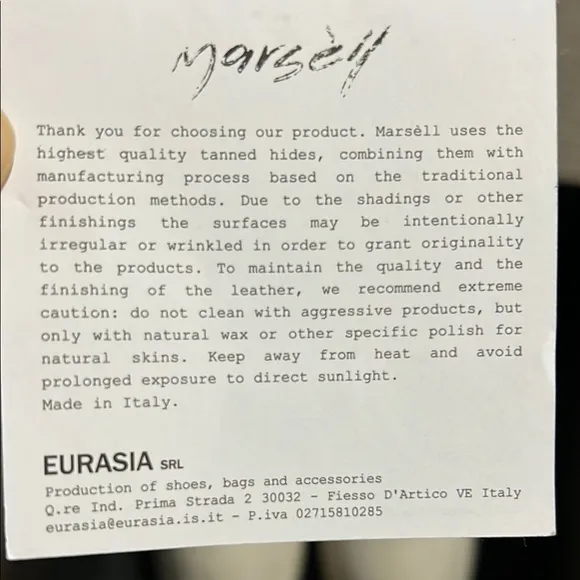 Marsèll
Thank you for choosing our product. Marsèll uses the
highest quality tanned hides, combining them with
manufacturing process based on the traditional
production methods. Due to the shadings or other
finishings the surfaces may be intentionally
irregular or wrinkled in order to grant originality
to the products. To maintain the quality and the
finishing of the leather, we recommend extreme
caution: do not clean with aggressive products, but
only with natural wax or other specific polish for
natural skins. Keep away from heat and avoid
prolonged exposure to direct sunlight.
Made in Italy.
EURASIA SRL
Production of shoes, bags and accessories
Q.re Ind. Prima Strada 2 30032 - Fiesso D'Artico VE Italy
eurasia@eurasia.is.it - P.iva 02715810285